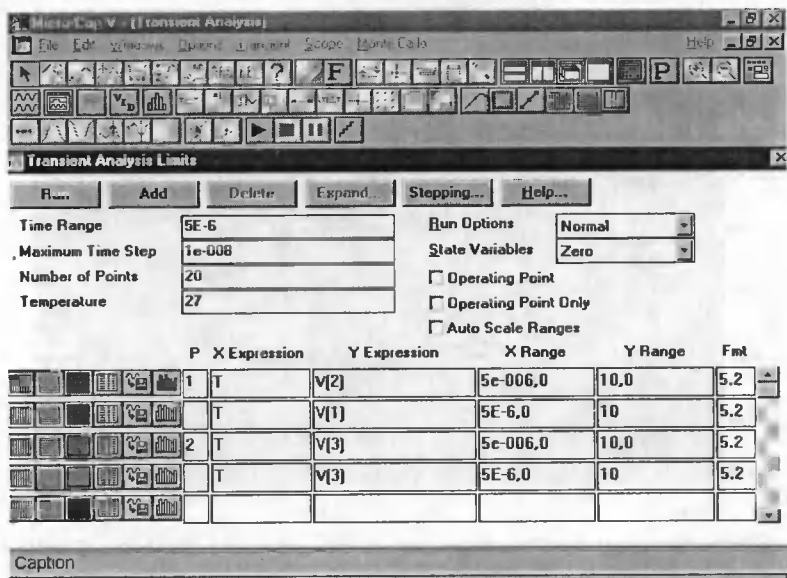 Micro-Cap V - [Transient Analysis]
File Edit Windows Options Transient Scope Monte Carlo Help
? F P
V I D
Transient Analysis Limits
Run Add Delete Expand... Stepping... Help...
Time Range 5E-6 Run Options Normal
Maximum Time Step 1e-008 State Variables Zero
Number of Points 20 Operating Point
Temperature 27 Operating Point Only
Auto Scale Ranges
P X Expression Y Expression X Range Y Range Fmt
1 T V(2) 5e-006,0 10,0 5.2
T V(1) 5E-6,0 10 5.2
2 T V(3) 5e-006,0 10,0 5.2
T V(3) 5E-6,0 10 5.2
Caption